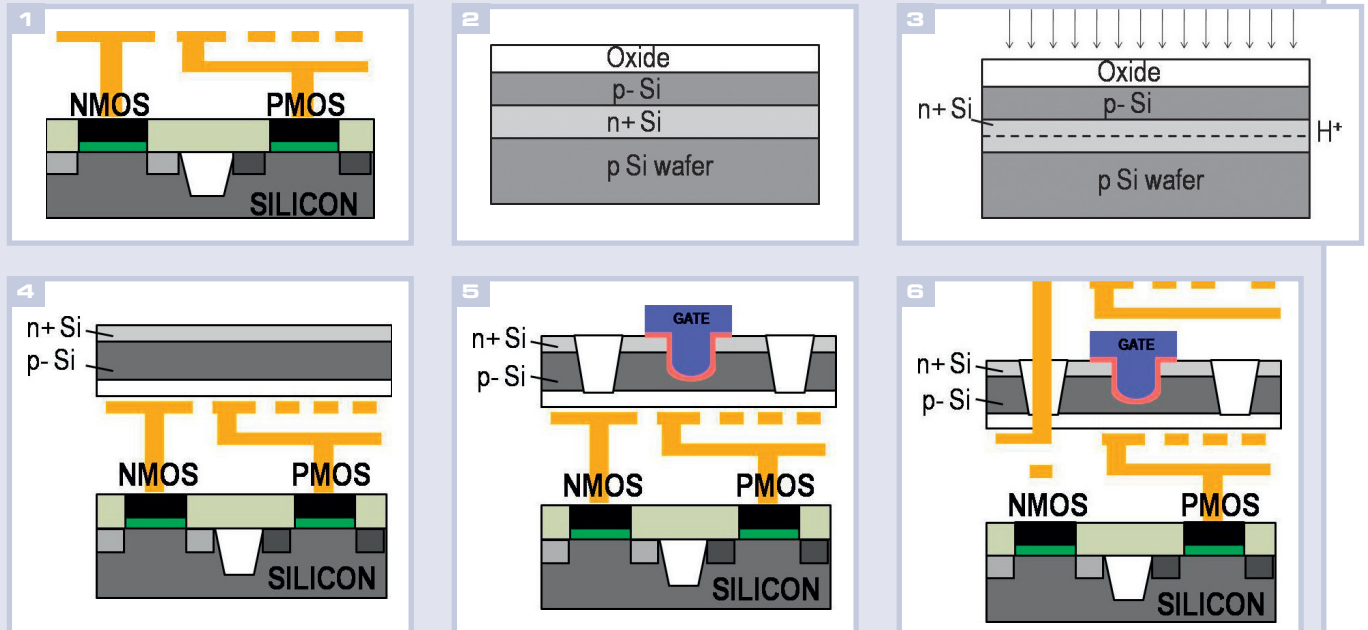 1
NMOS PMOS
SILICON
2
Oxide
p- Si
n+ Si
p Si wafer
3
Oxide
n+ Si
p- Si
H+
p Si wafer
4
n+ Si
p- Si
NMOS PMOS
SILICON
5
GATE
n+ Si
p- Si
NMOS PMOS
SILICON
6
GATE
n+ Si
p- Si
NMOS PMOS
SILICON